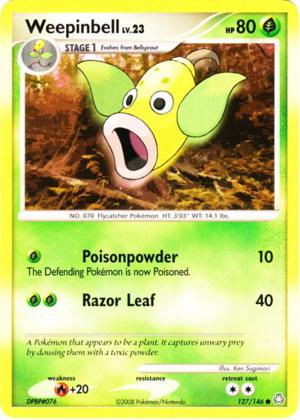 Weepinbell LV.23 HP 80
STAGE 1 Evolves from Bellsprout
NO. 070 Flycatcher Pokémon HT: 3'03" WT: 14.1 lbs.
Poisonpowder 10
The Defending Pokémon is now Poisoned.
Razor Leaf 40
A Pokémon that appears to be a plant. It captures unwary prey
by dousing them with a toxic powder.
Illus. Ken Sugimori
weakness resistance retreat cost
+20
DPBP#076 ©2008 Pokémon/Nintendo 127/146